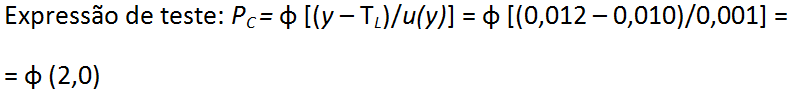 Expressão de teste: P_C = ϕ [(y – T_L)/u(y)] = ϕ [(0,012 – 0,010)/0,001] =
= ϕ (2,0)